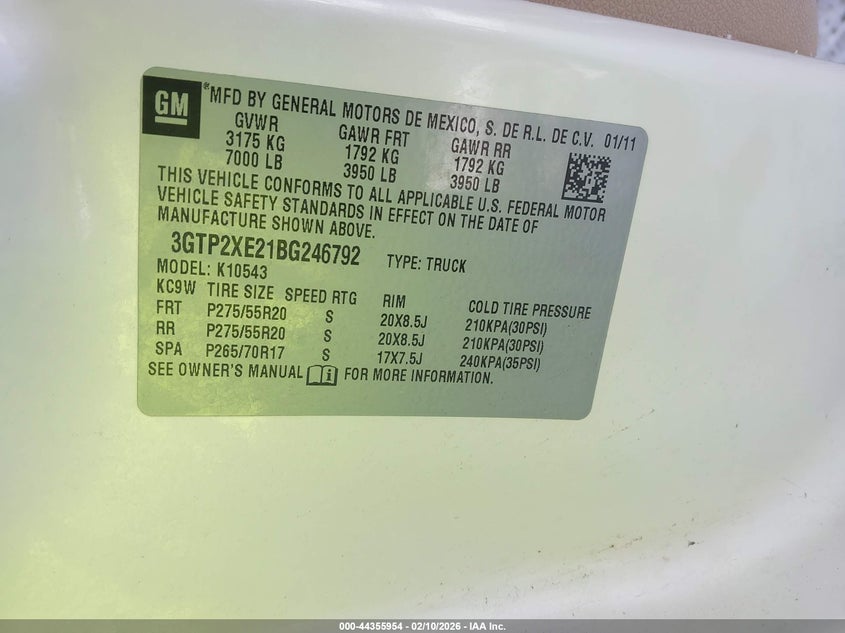 GM ® MFD BY GENERAL MOTORS DE MEXICO, S. DE R.L. DE C.V. 01/11
GVWR GAWR FRT GAWR RR
3175 KG 1792 KG 1792 KG
7000 LB 3950 LB 3950 LB
THIS VEHICLE CONFORMS TO ALL APPLICABLE U.S. FEDERAL MOTOR
VEHICLE SAFETY STANDARDS IN EFFECT ON THE DATE OF
MANUFACTURE SHOWN ABOVE.
3GTP2XE21BG246792 TYPE: TRUCK
MODEL: K10543
KC9W TIRE SIZE SPEED RTG RIM COLD TIRE PRESSURE
FRT P275/55R20 S 20X8.5J 210KPA(30PSI)
RR P275/55R20 S 20X8.5J 210KPA(30PSI)
SPA P265/70R17 S 17X7.5J 240KPA(35PSI)
SEE OWNER'S MANUAL i FOR MORE INFORMATION.
000-44355954 - 02/10/2026 - IAA Inc.